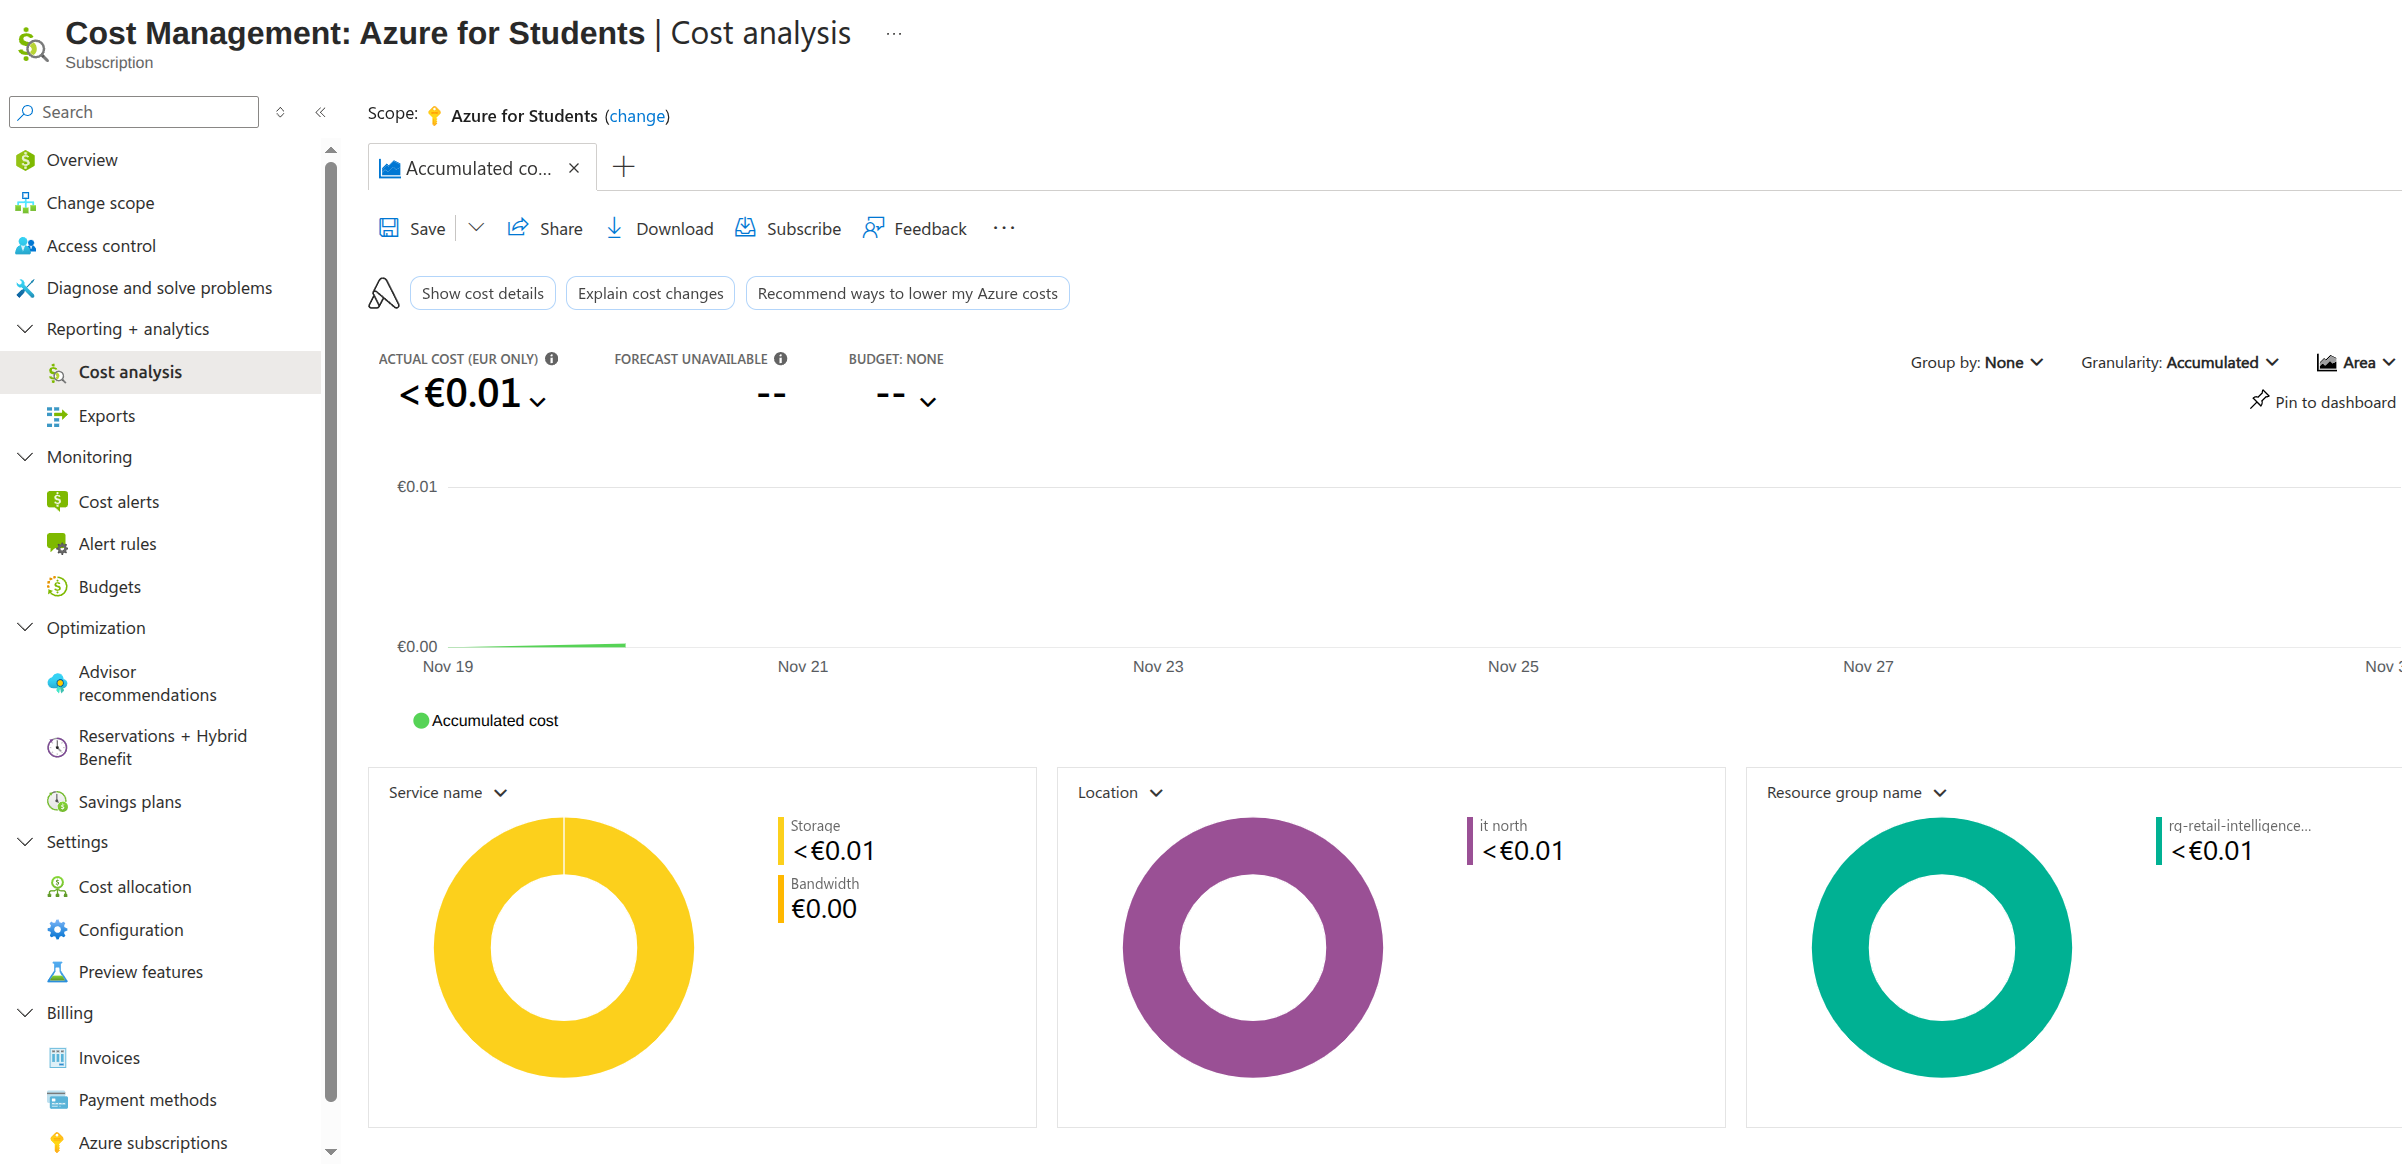 Cost Management: Azure for Students | Cost analysis ···
Subscription
Search
Overview
Change scope
Access control
Diagnose and solve problems
Reporting + analytics
Cost analysis
Exports
Monitoring
Cost alerts
Alert rules
Budgets
Optimization
Advisor
recommendations
Reservations + Hybrid
Benefit
Savings plans
Settings
Cost allocation
Configuration
Preview features
Billing
Invoices
Payment methods
Azure subscriptions
Scope: Azure for Students (change)
Accumulated co...
Save Share Download Subscribe Feedback ···
Show cost details Explain cost changes Recommend ways to lower my Azure costs
ACTUAL COST (EUR ONLY) FORECAST UNAVAILABLE BUDGET: NONE
<€0.01 -- --
Group by: None Granularity: Accumulated Area
Pin to dashboard
€0.01
€0.00
Nov 19 Nov 21 Nov 23 Nov 25 Nov 27 Nov
Accumulated cost
Service name
Storage
<€0.01
Bandwidth
€0.00
Location
it north
<€0.01
Resource group name
rg-retail-intelligence...
<€0.01